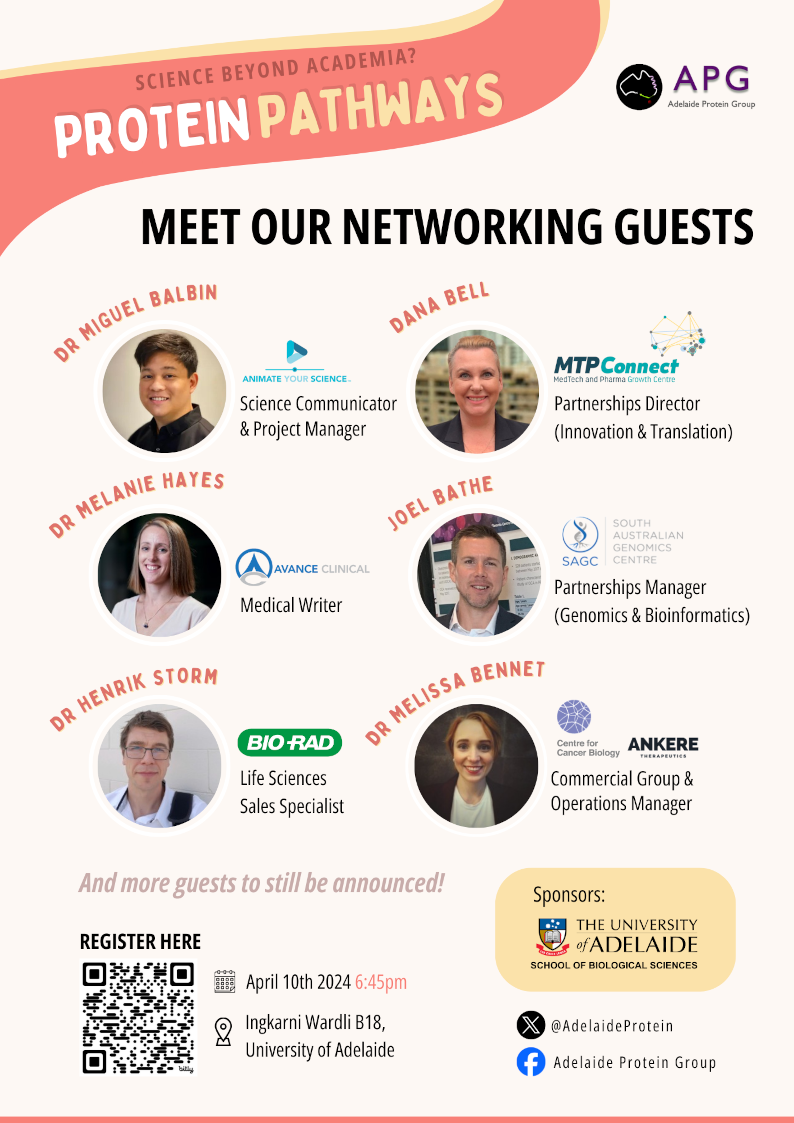 SCIENCE BEYOND ACADEMIA?
PROTEIN PATHWAYS
APG
Adelaide Protein Group
MEET OUR NETWORKING GUESTS
DR MIGUEL BALBIN
ANIMATE YOUR SCIENCE
Science Communicator
& Project Manager
DANA BELL
MTPConnect
MedTech and Pharma Growth Centre
Partnerships Director
(Innovation & Translation)
DR MELANIE HAYES
AVANCE CLINICAL
Medical Writer
JOEL BATHE
SAGC
SOUTH
AUSTRALIAN
GENOMICS
CENTRE
Partnerships Manager
(Genomics & Bioinformatics)
DR HENRIK STORM
BIO-RAD
Life Sciences
Sales Specialist
DR MELISSA BENNET
Centre for
Cancer Biology
ANKERE
THERAPEUTICS
Commercial Group &
Operations Manager
And more guests to still be announced!
REGISTER HERE
bitly
April 10th 2024 6:45pm
Ingkarni Wardli B18,
University of Adelaide
Sponsors:
THE UNIVERSITY
of ADELAIDE
SCHOOL OF BIOLOGICAL SCIENCES
@AdelaideProtein
Adelaide Protein Group